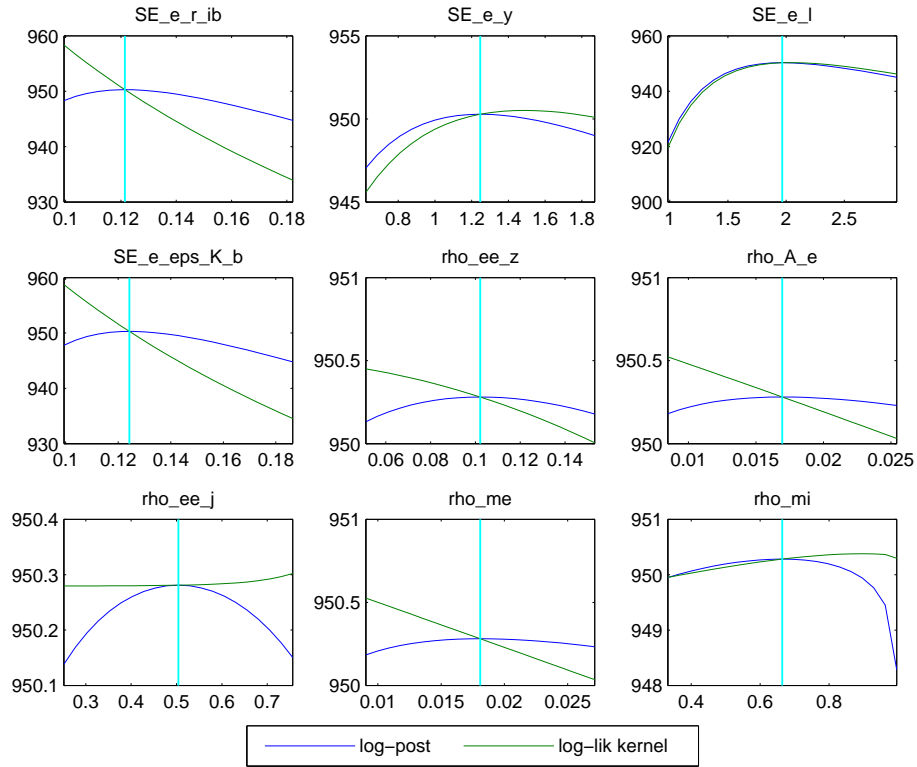 SE_e_r_ib
SE_e_y
SE_e_l
960
950
940
930
0.1 0.12 0.14 0.16 0.18
955
950
945
0.8 1 1.2 1.4 1.6 1.8
960
940
920
900
1 1.5 2 2.5
SE_e_eps_K_b
rho_ee_z
rho_A_e
960
950
940
930
0.1 0.12 0.14 0.16 0.18
951
950.5
950
0.06 0.08 0.1 0.12 0.14
951
950.5
950
0.01 0.015 0.02 0.025
rho_ee_j
rho_me
rho_mi
950.4
950.3
950.2
950.1
0.3 0.4 0.5 0.6 0.7
951
950.5
950
0.01 0.015 0.02 0.025
951
950
949
948
0.4 0.6 0.8
log−post log−lik kernel